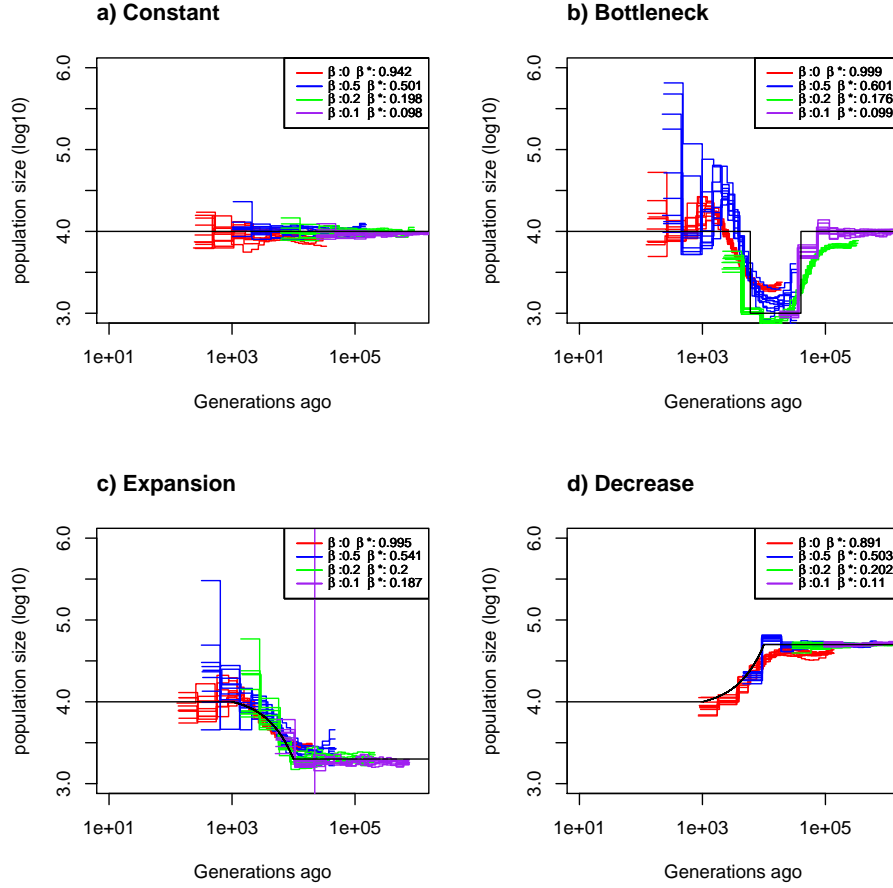 a) Constant
6.0
5.0
4.0
3.0
population size (log10)
β :0 β *: 0.942
β :0.5 β *: 0.501
β :0.2 β *: 0.198
β :0.1 β *: 0.098
1e+01 1e+03 1e+05
Generations ago
b) Bottleneck
6.0
5.0
4.0
3.0
population size (log10)
β :0 β *: 0.999
β :0.5 β *: 0.601
β :0.2 β *: 0.176
β :0.1 β *: 0.099
1e+01 1e+03 1e+05
Generations ago
c) Expansion
6.0
5.0
4.0
3.0
population size (log10)
β :0 β *: 0.995
β :0.5 β *: 0.541
β :0.2 β *: 0.2
β :0.1 β *: 0.187
1e+01 1e+03 1e+05
Generations ago
d) Decrease
6.0
5.0
4.0
3.0
population size (log10)
β :0 β *: 0.891
β :0.5 β *: 0.503
β :0.2 β *: 0.202
β :0.1 β *: 0.11
1e+01 1e+03 1e+05
Generations ago